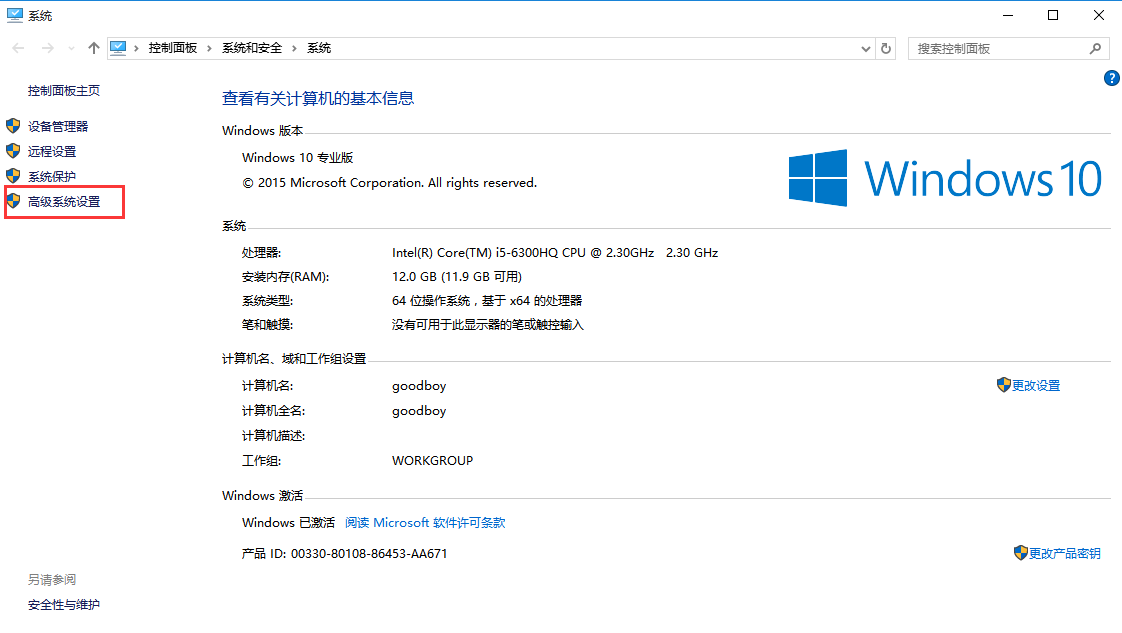 系统
控制面板 › 系统和安全 › 系统
搜索控制面板
?
控制面板主页
设备管理器
远程设置
系统保护
高级系统设置
查看有关计算机的基本信息
Windows 版本
Windows 10 专业版
© 2015 Microsoft Corporation. All rights reserved.
Windows 10
系统
处理器: Intel(R) Core(TM) i5-6300HQ CPU @ 2.30GHz 2.30 GHz
安装内存(RAM): 12.0 GB (11.9 GB 可用)
系统类型: 64 位操作系统，基于 x64 的处理器
笔和触摸: 没有可用于此显示器的笔或触控输入
计算机名、域和工作组设置
计算机名: goodboy 更改设置
计算机全名: goodboy
计算机描述:
工作组: WORKGROUP
Windows 激活
Windows 已激活 阅读 Microsoft 软件许可条款
产品 ID: 00330-80108-86453-AA671 更改产品密钥
另请参阅
安全性与维护